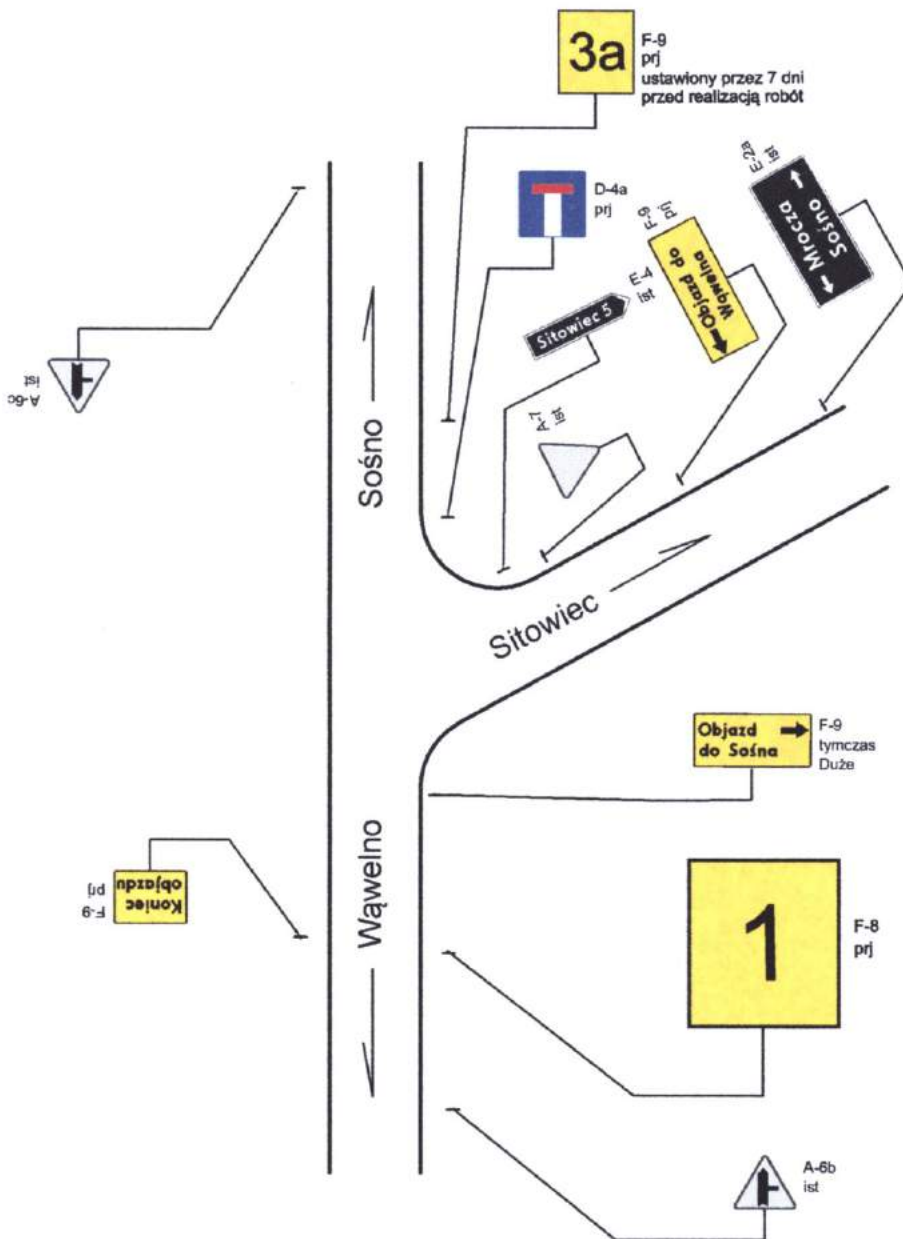 3a
F-9
prj
ustawiony przez 7 dni
przed realizacją robót
D-4a
prj
E-2a
ist
Mrocza
Sośno
F-9
prj
Objazd do
Wąwelna
E-4
ist
Sitowiec 5
A-7
ist
A-6c
ist
Sośno
Sitowiec
Objazd
do Sośna
F-9
tymczas
Duże
Wąwelno
Koniec
objazdu
F-9
prj
1
F-8
prj
A-6b
ist